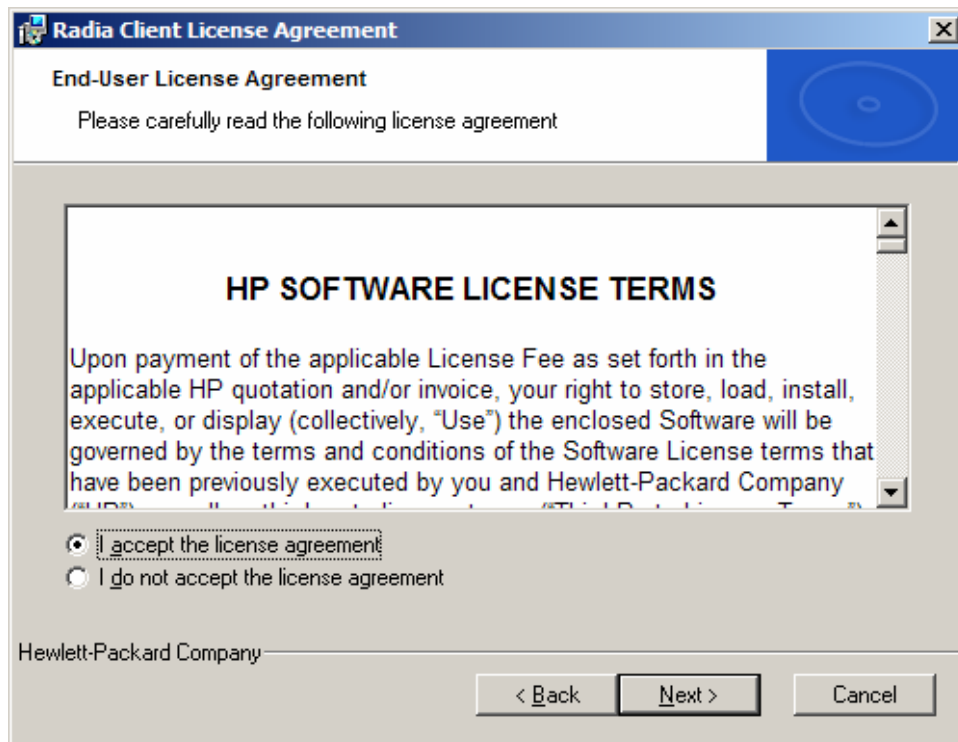 Radia Client License Agreement
End-User License Agreement
Please carefully read the following license agreement
HP SOFTWARE LICENSE TERMS
Upon payment of the applicable License Fee as set forth in the
applicable HP quotation and/or invoice, your right to store, load, install,
execute, or display (collectively, “Use”) the enclosed Software will be
governed by the terms and conditions of the Software License terms that
have been previously executed by you and Hewlett-Packard Company
I accept the license agreement
I do not accept the license agreement
Hewlett-Packard Company
< Back Next > Cancel